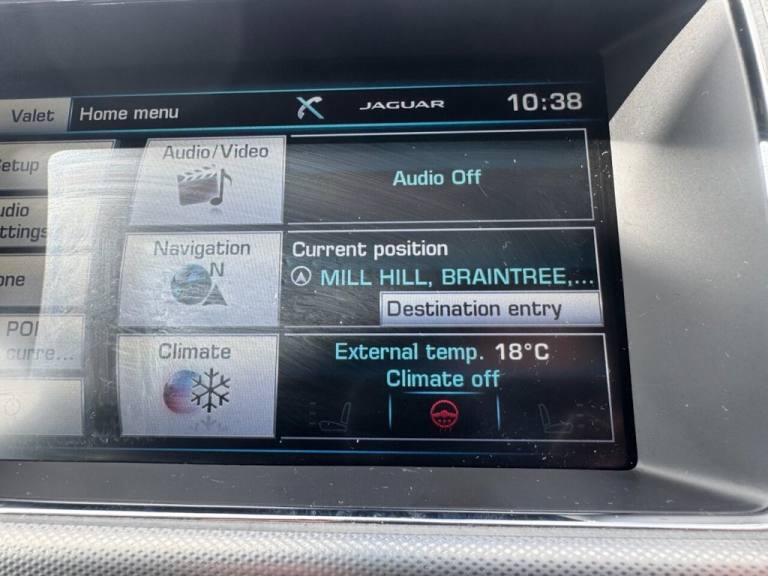 Valet
Home menu
JAGUAR
10:38
etup
Audio/Video
Audio Off
udio
ttings
Navigation
N
Current position
MILL HILL, BRAINTREE,...
one
Destination entry
POI
curre...
Climate
External temp. 18°C
Climate off